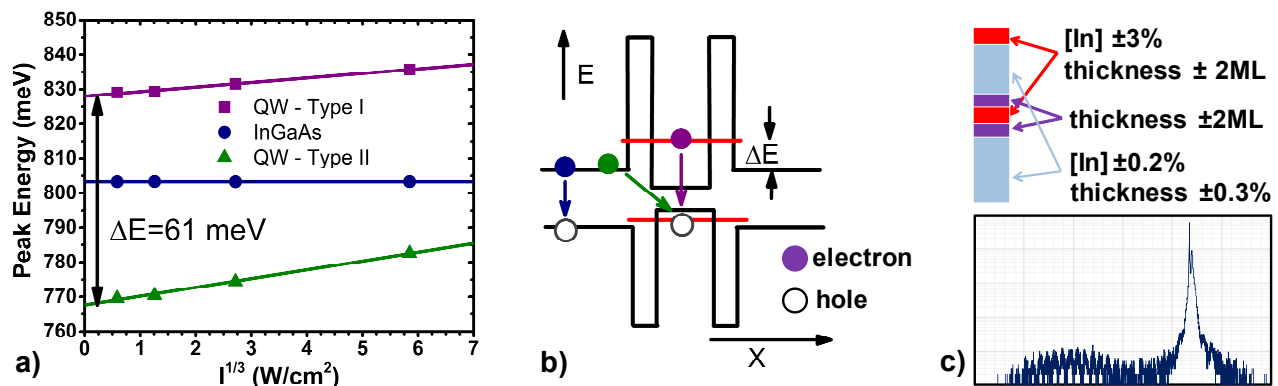 850
840
830
820
810
800
790
780
770
760
Peak Energy (meV)
QW - Type I
InGaAs
QW - Type II
ΔE=61 meV
0 1 2 3 4 5 6 7
I^1/3 (W/cm²)
a)
E
ΔE
electron
hole
X
b)
[In] ±3%
thickness ± 2ML
thickness ±2ML
[In] ±0.2%
thickness ±0.3%
c)